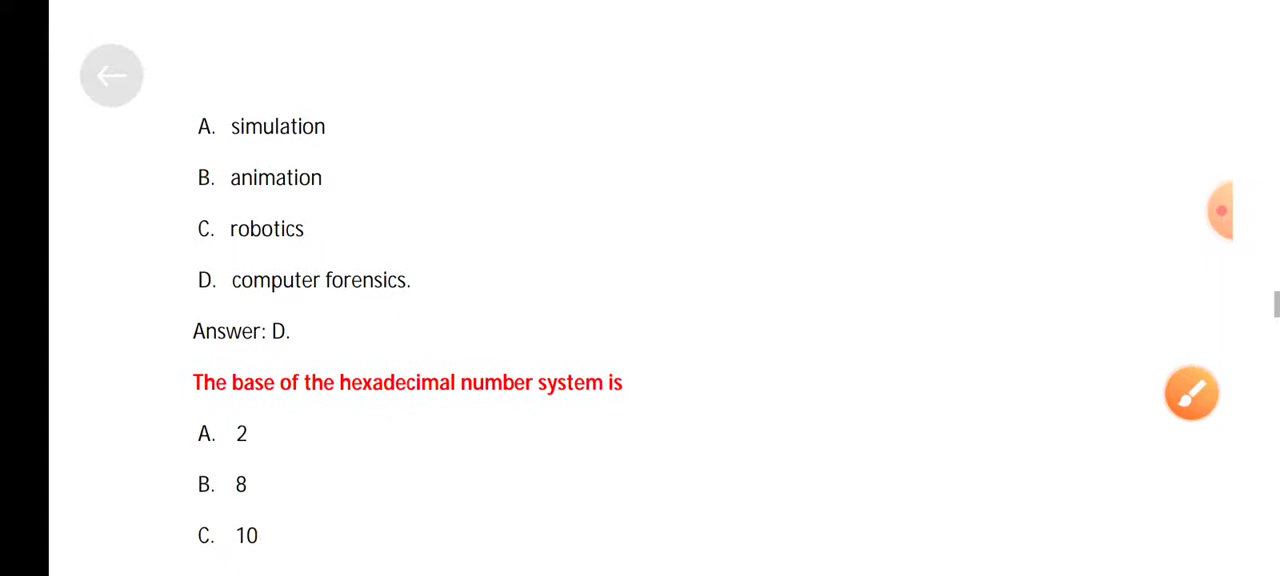 A. simulation
B. animation
C. robotics
D. computer forensics.
Answer: D.
The base of the hexadecimal number system is
A. 2
B. 8
C. 10